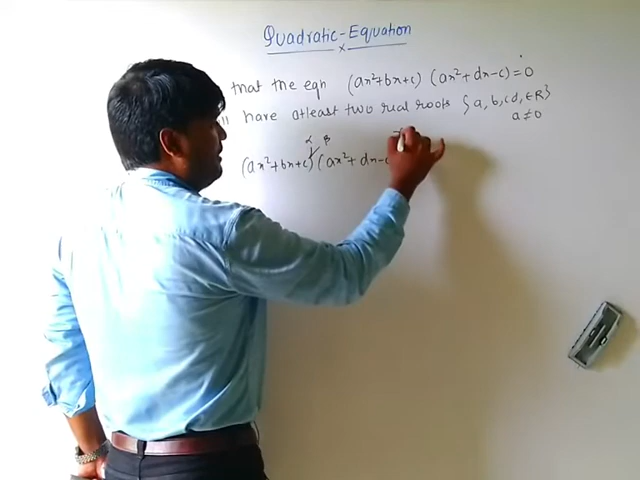 Quadratic-Equation
x
that the eqn (ax²+bx+c) (ax²+dx-c)=0
have atleast two real roots {a, b, c d, ∈R}
a≠0
α β
(ax²+bx+c) (ax²+dx-c